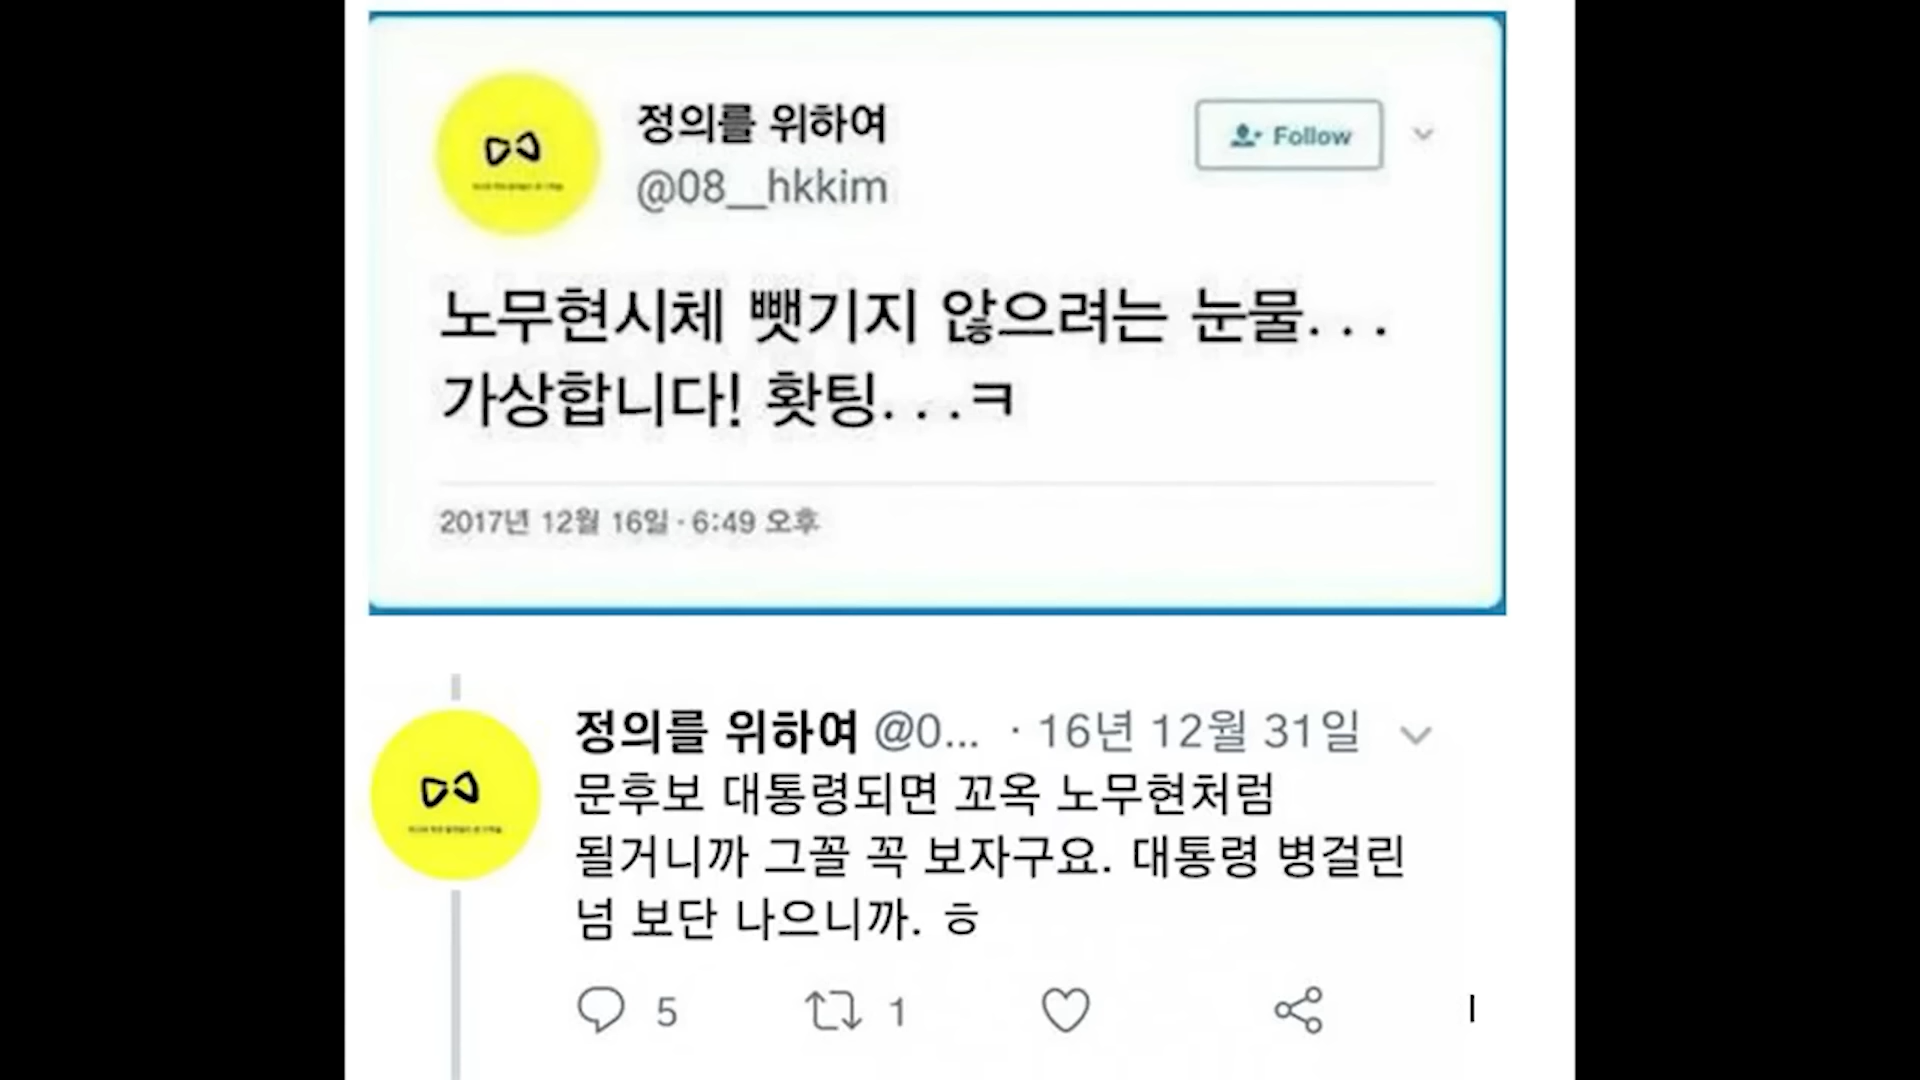 정의를 위하여
@08__hkkim
Follow
노무현시체 뺏기지 않으려는 눈물...
가상합니다! 홧팅...ㅋ
2017년 12월 16일 · 6:49 오후
정의를 위하여 @0... · 16년 12월 31일
문후보 대통령되면 꼬옥 노무현처럼
될거니까 그꼴 꼭 보자구요. 대통령 병걸린
넘 보단 나으니까. ㅎ
5 1